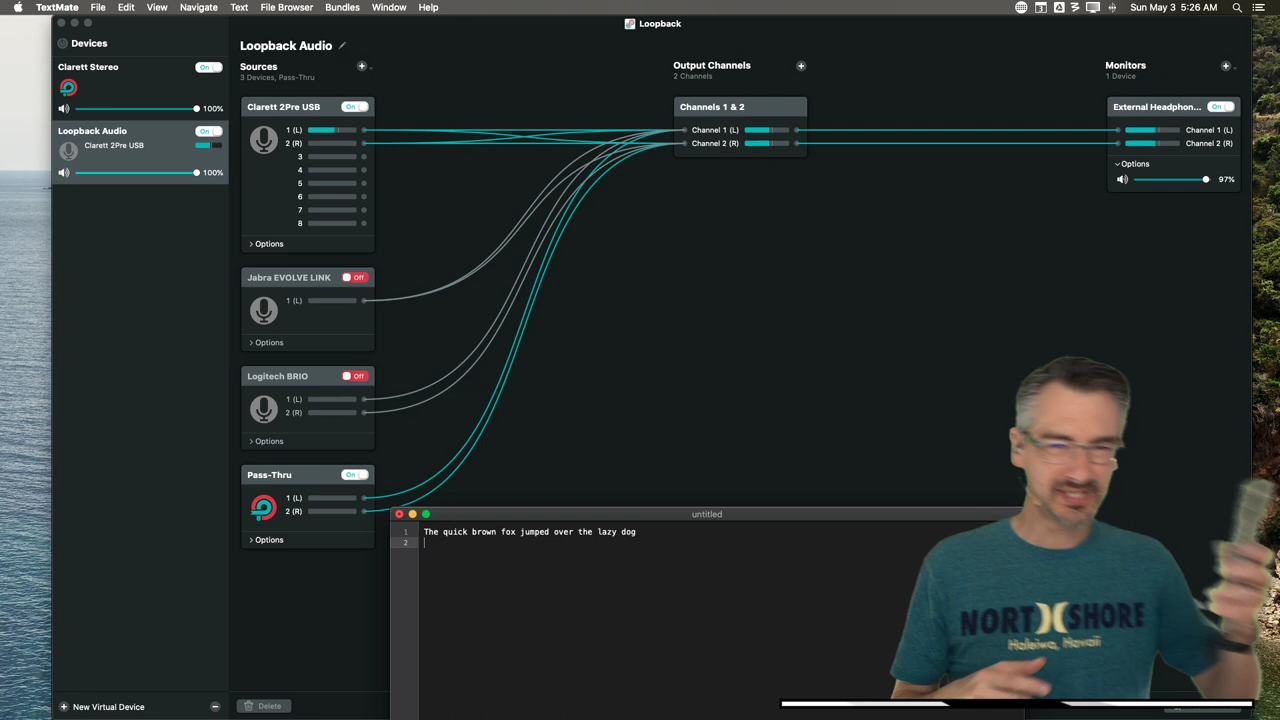 TextMate File Edit View Navigate Text File Browser Bundles Window Help
Sun May 3 5:26 AM
Loopback
Devices
Clarett Stereo On
100%
Loopback Audio On
Clarett 2Pre USB
100%
New Virtual Device
Loopback Audio
Sources
3 Devices, Pass-Thru
Clarett 2Pre USB On
1 (L)
2 (R)
3
4
5
6
7
8
Options
Jabra EVOLVE LINK Off
1 (L)
Options
Logitech BRIO Off
1 (L)
2 (R)
Options
Pass-Thru On
1 (L)
2 (R)
Options
Delete
Output Channels
2 Channels
Channels 1 & 2
Channel 1 (L)
Channel 2 (R)
Monitors
1 Device
External Headphon... On
Channel 1 (L)
Channel 2 (R)
Options
97%
untitled
1 The quick brown fox jumped over the lazy dog
2
NORTH SHORE
Haleiwa, Hawaii